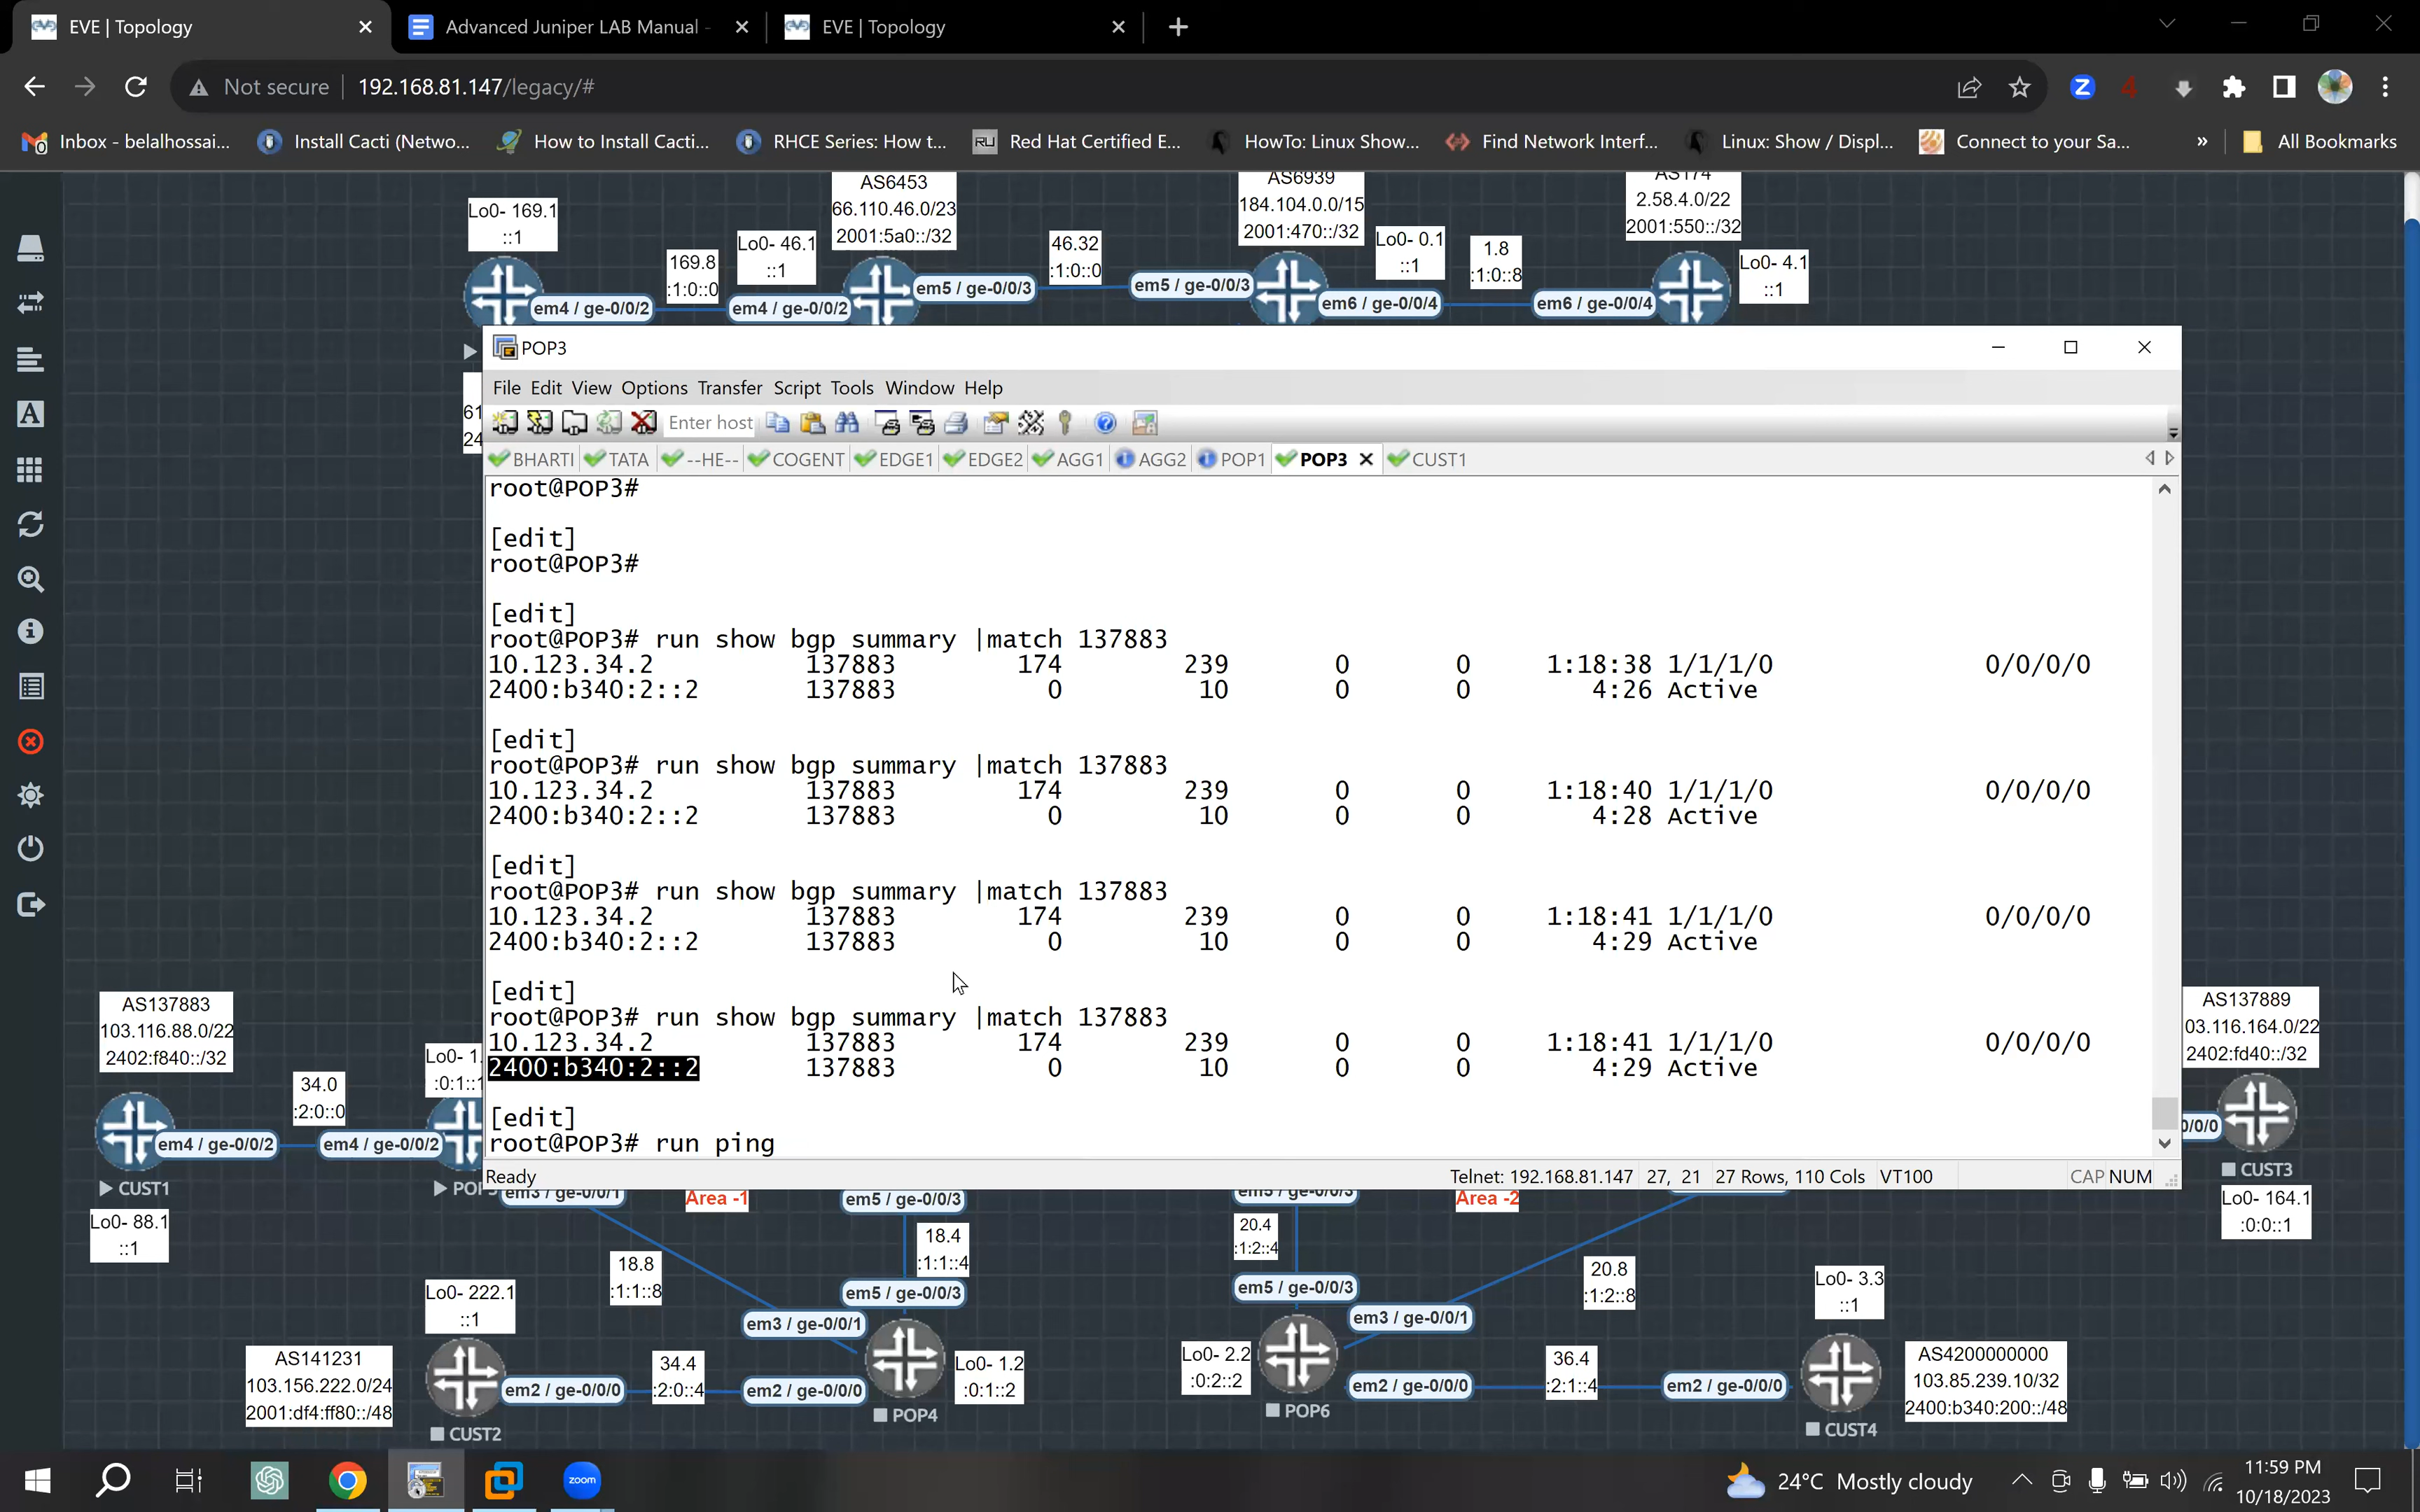 EVE | Topology
Advanced Juniper LAB Manual -
EVE | Topology
Not secure
192.168.81.147/legacy/#
Inbox - belalhossai...
Install Cacti (Netwo...
How to Install Cacti...
RHCE Series: How t...
Red Hat Certified E...
HowTo: Linux Show...
Find Network Interf...
Linux: Show / Displ...
Connect to your Sa...
»
All Bookmarks
Lo0- 169.1
::1
AS6453
66.110.46.0/23
2001:5a0::/32
169.8
:1:0::0
Lo0- 46.1
::1
46.32
:1:0::0
AS6939
184.104.0.0/15
2001:470::/32
Lo0- 0.1
::1
1.8
:1:0::8
AS174
2.58.4.0/22
2001:550::/32
Lo0- 4.1
::1
em4 / ge-0/0/2
em4 / ge-0/0/2
em5 / ge-0/0/3
em5 / ge-0/0/3
em6 / ge-0/0/4
em6 / ge-0/0/4
61
24
POP3
File Edit View Options Transfer Script Tools Window Help
Enter host
BHARTI
TATA
--HE--
COGENT
EDGE1
EDGE2
AGG1
AGG2
POP1
POP3
CUST1
root@POP3#
[edit]
root@POP3#
[edit]
root@POP3# run show bgp summary |match 137883
10.123.34.2 137883 174 239 0 0 1:18:38 1/1/1/0 0/0/0/0
2400:b340:2::2 137883 0 10 0 0 4:26 Active
[edit]
root@POP3# run show bgp summary |match 137883
10.123.34.2 137883 174 239 0 0 1:18:40 1/1/1/0 0/0/0/0
2400:b340:2::2 137883 0 10 0 0 4:28 Active
[edit]
root@POP3# run show bgp summary |match 137883
10.123.34.2 137883 174 239 0 0 1:18:41 1/1/1/0 0/0/0/0
2400:b340:2::2 137883 0 10 0 0 4:29 Active
[edit]
root@POP3# run show bgp summary |match 137883
10.123.34.2 137883 174 239 0 0 1:18:41 1/1/1/0 0/0/0/0
2400:b340:2::2 137883 0 10 0 0 4:29 Active
[edit]
root@POP3# run ping
Ready
Telnet: 192.168.81.147 27, 21 27 Rows, 110 Cols VT100 CAP NUM
AS137883
103.116.88.0/22
2402:f840::/32
34.0
:2:0::0
Lo0- 1.
:0:1::1
em4 / ge-0/0/2
em4 / ge-0/0/2
CUST1
Lo0- 88.1
::1
em3 / ge-0/0/1
Area -1
em5 / ge-0/0/3
18.4
:1:1::4
18.8
:1:1::8
em5 / ge-0/0/3
em3 / ge-0/0/1
Lo0- 222.1
::1
AS141231
103.156.222.0/24
2001:df4:ff80::/48
em2 / ge-0/0/0
34.4
:2:0::4
em2 / ge-0/0/0
Lo0- 1.2
:0:1::2
CUST2
POP4
em5 / ge-0/0/3
Area -2
20.4
:1:2::4
em5 / ge-0/0/3
20.8
:1:2::8
em3 / ge-0/0/1
Lo0- 2.2
:0:2::2
em2 / ge-0/0/0
36.4
:2:1::4
em2 / ge-0/0/0
POP6
Lo0- 3.3
::1
AS4200000000
103.85.239.10/32
2400:b340:200::/48
CUST4
AS137889
03.116.164.0/22
2402:fd40::/32
0/0/0
CUST3
Lo0- 164.1
:0:0::1
zoom
24°C Mostly cloudy
11:59 PM
10/18/2023